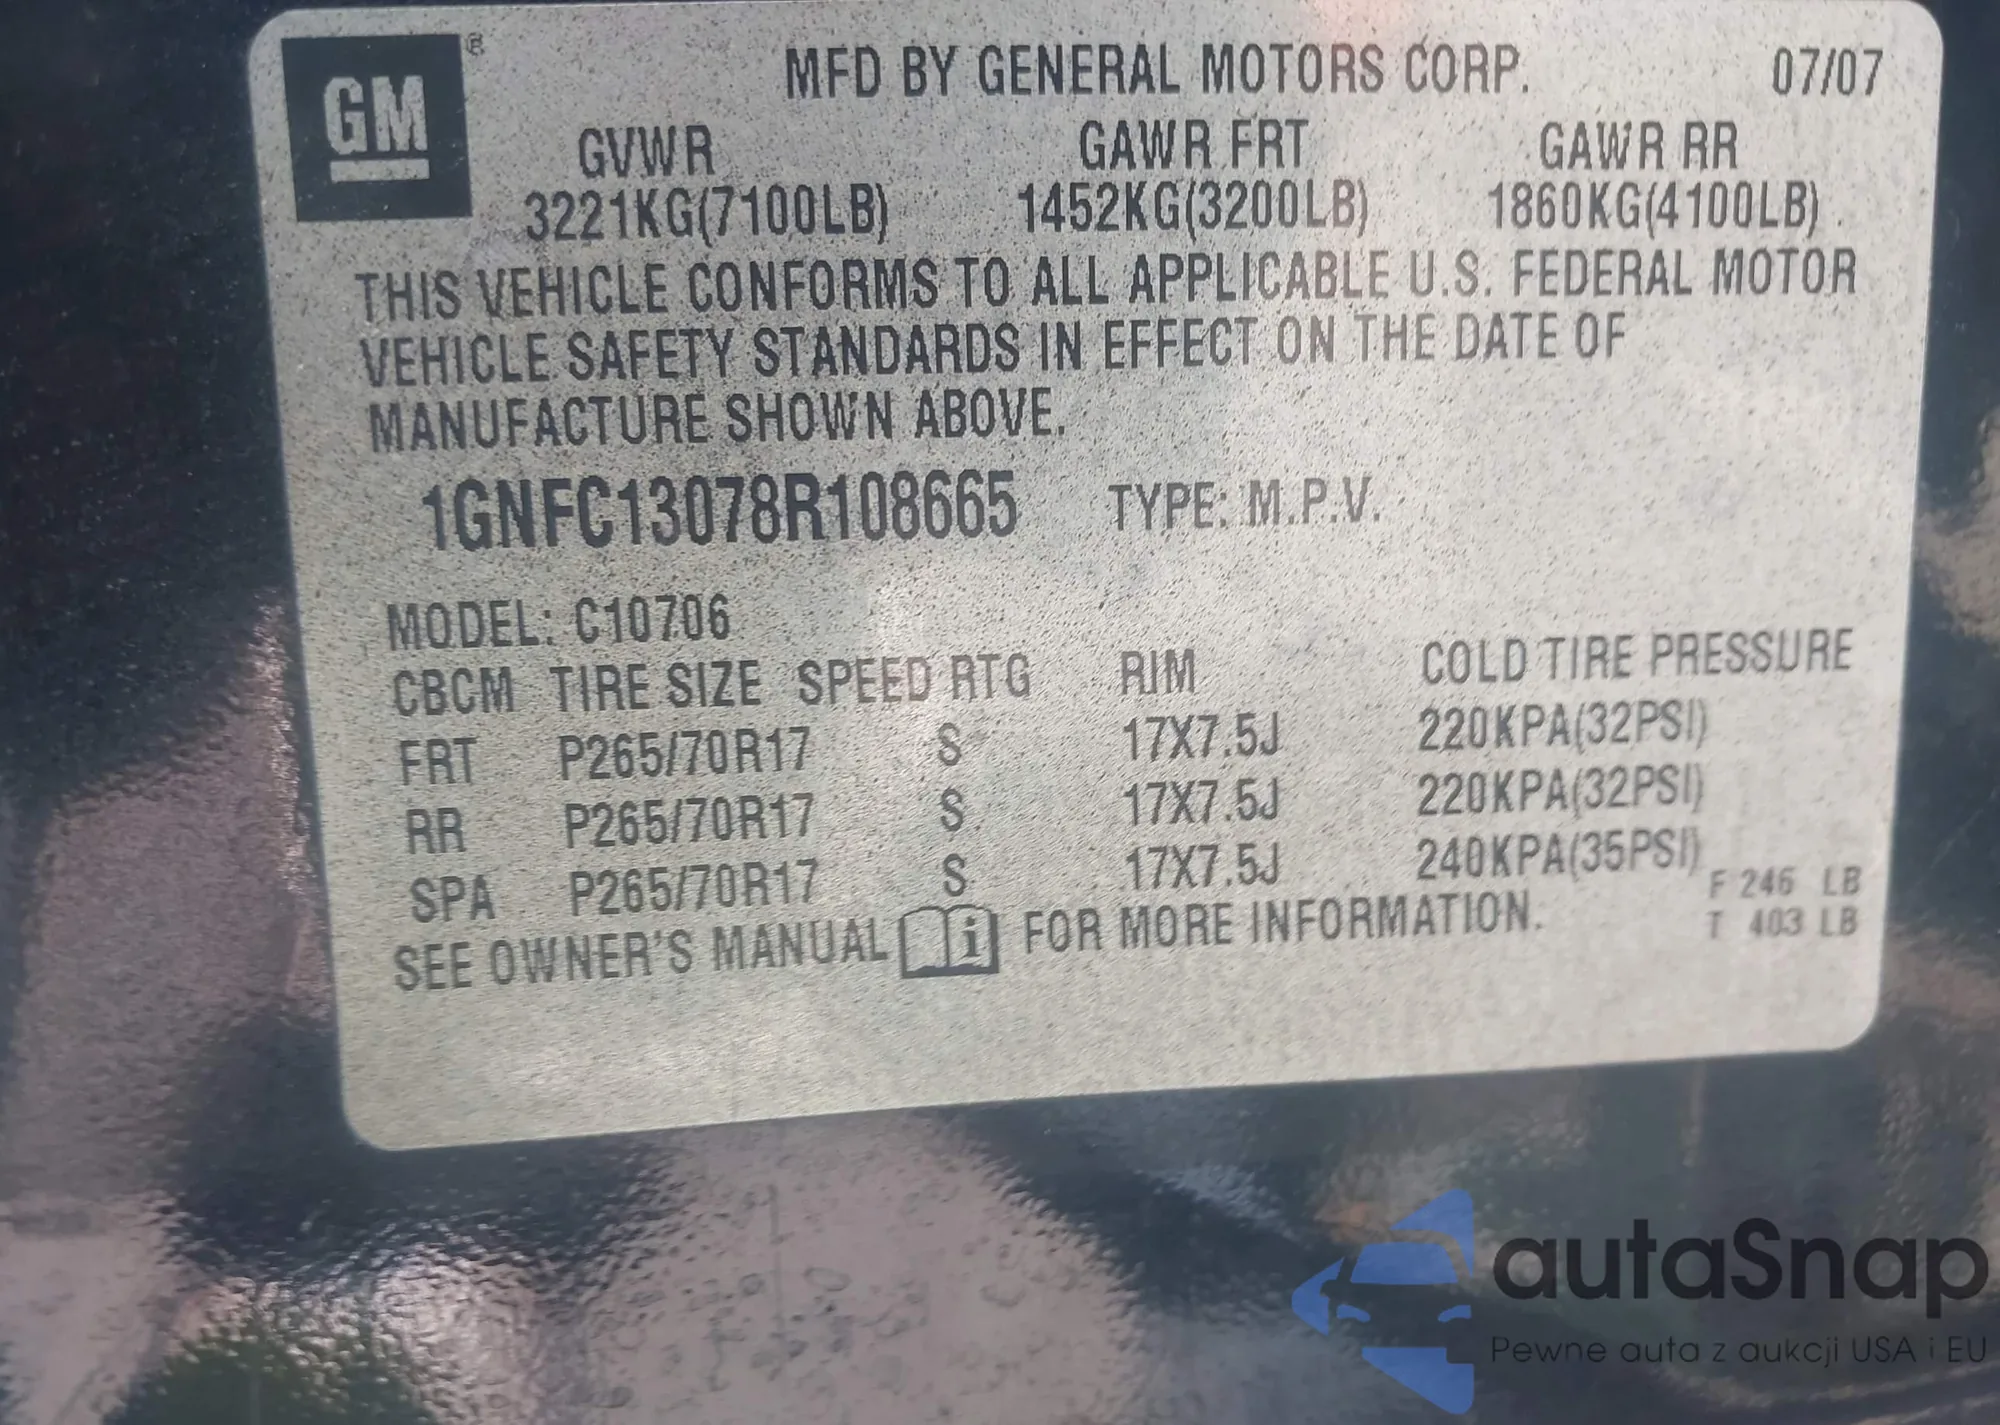 GM ®
MFD BY GENERAL MOTORS CORP. 07/07
GVWR GAWR FRT GAWR RR
3221KG(7100LB) 1452KG(3200LB) 1860KG(4100LB)
THIS VEHICLE CONFORMS TO ALL APPLICABLE U.S. FEDERAL MOTOR
VEHICLE SAFETY STANDARDS IN EFFECT ON THE DATE OF
MANUFACTURE SHOWN ABOVE.
1GNFC13078R108665 TYPE: M.P.V.
MODEL: C10706
CBCM TIRE SIZE SPEED RTG RIM COLD TIRE PRESSURE
FRT P265/70R17 S 17X7.5J 220KPA(32PSI)
RR P265/70R17 S 17X7.5J 220KPA(32PSI)
SPA P265/70R17 S 17X7.5J 240KPA(35PSI)
F 246 LB
T 403 LB
SEE OWNER'S MANUAL i FOR MORE INFORMATION.
autaSnap
Pewne auta z aukcji USA i EU